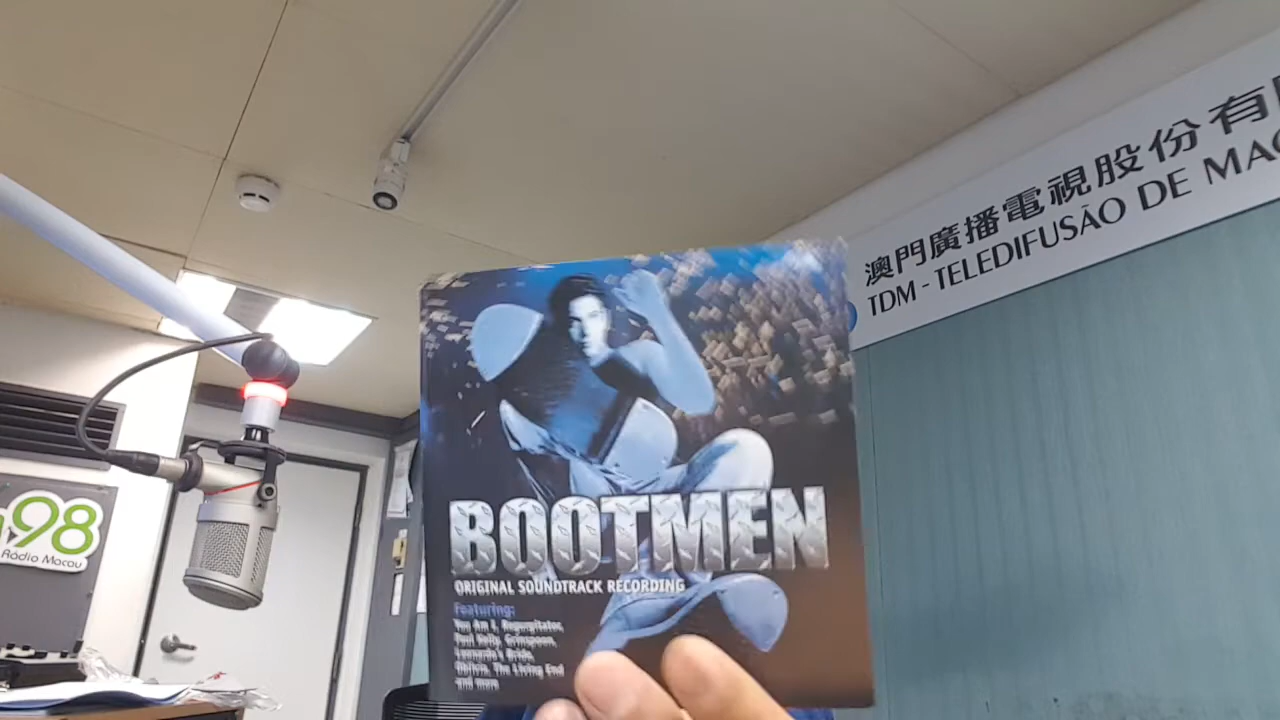 澳門廣播電視股份有
TDM - TELEDIFUSÃO DE MAC
98
Rádio Macau
BOOTMEN
ORIGINAL SOUNDTRACK RECORDING
Featuring:
You Am I, Regurgitator,
Paul Kelly, Grinspoon,
Leonardo's Bride,
The Living End
and more